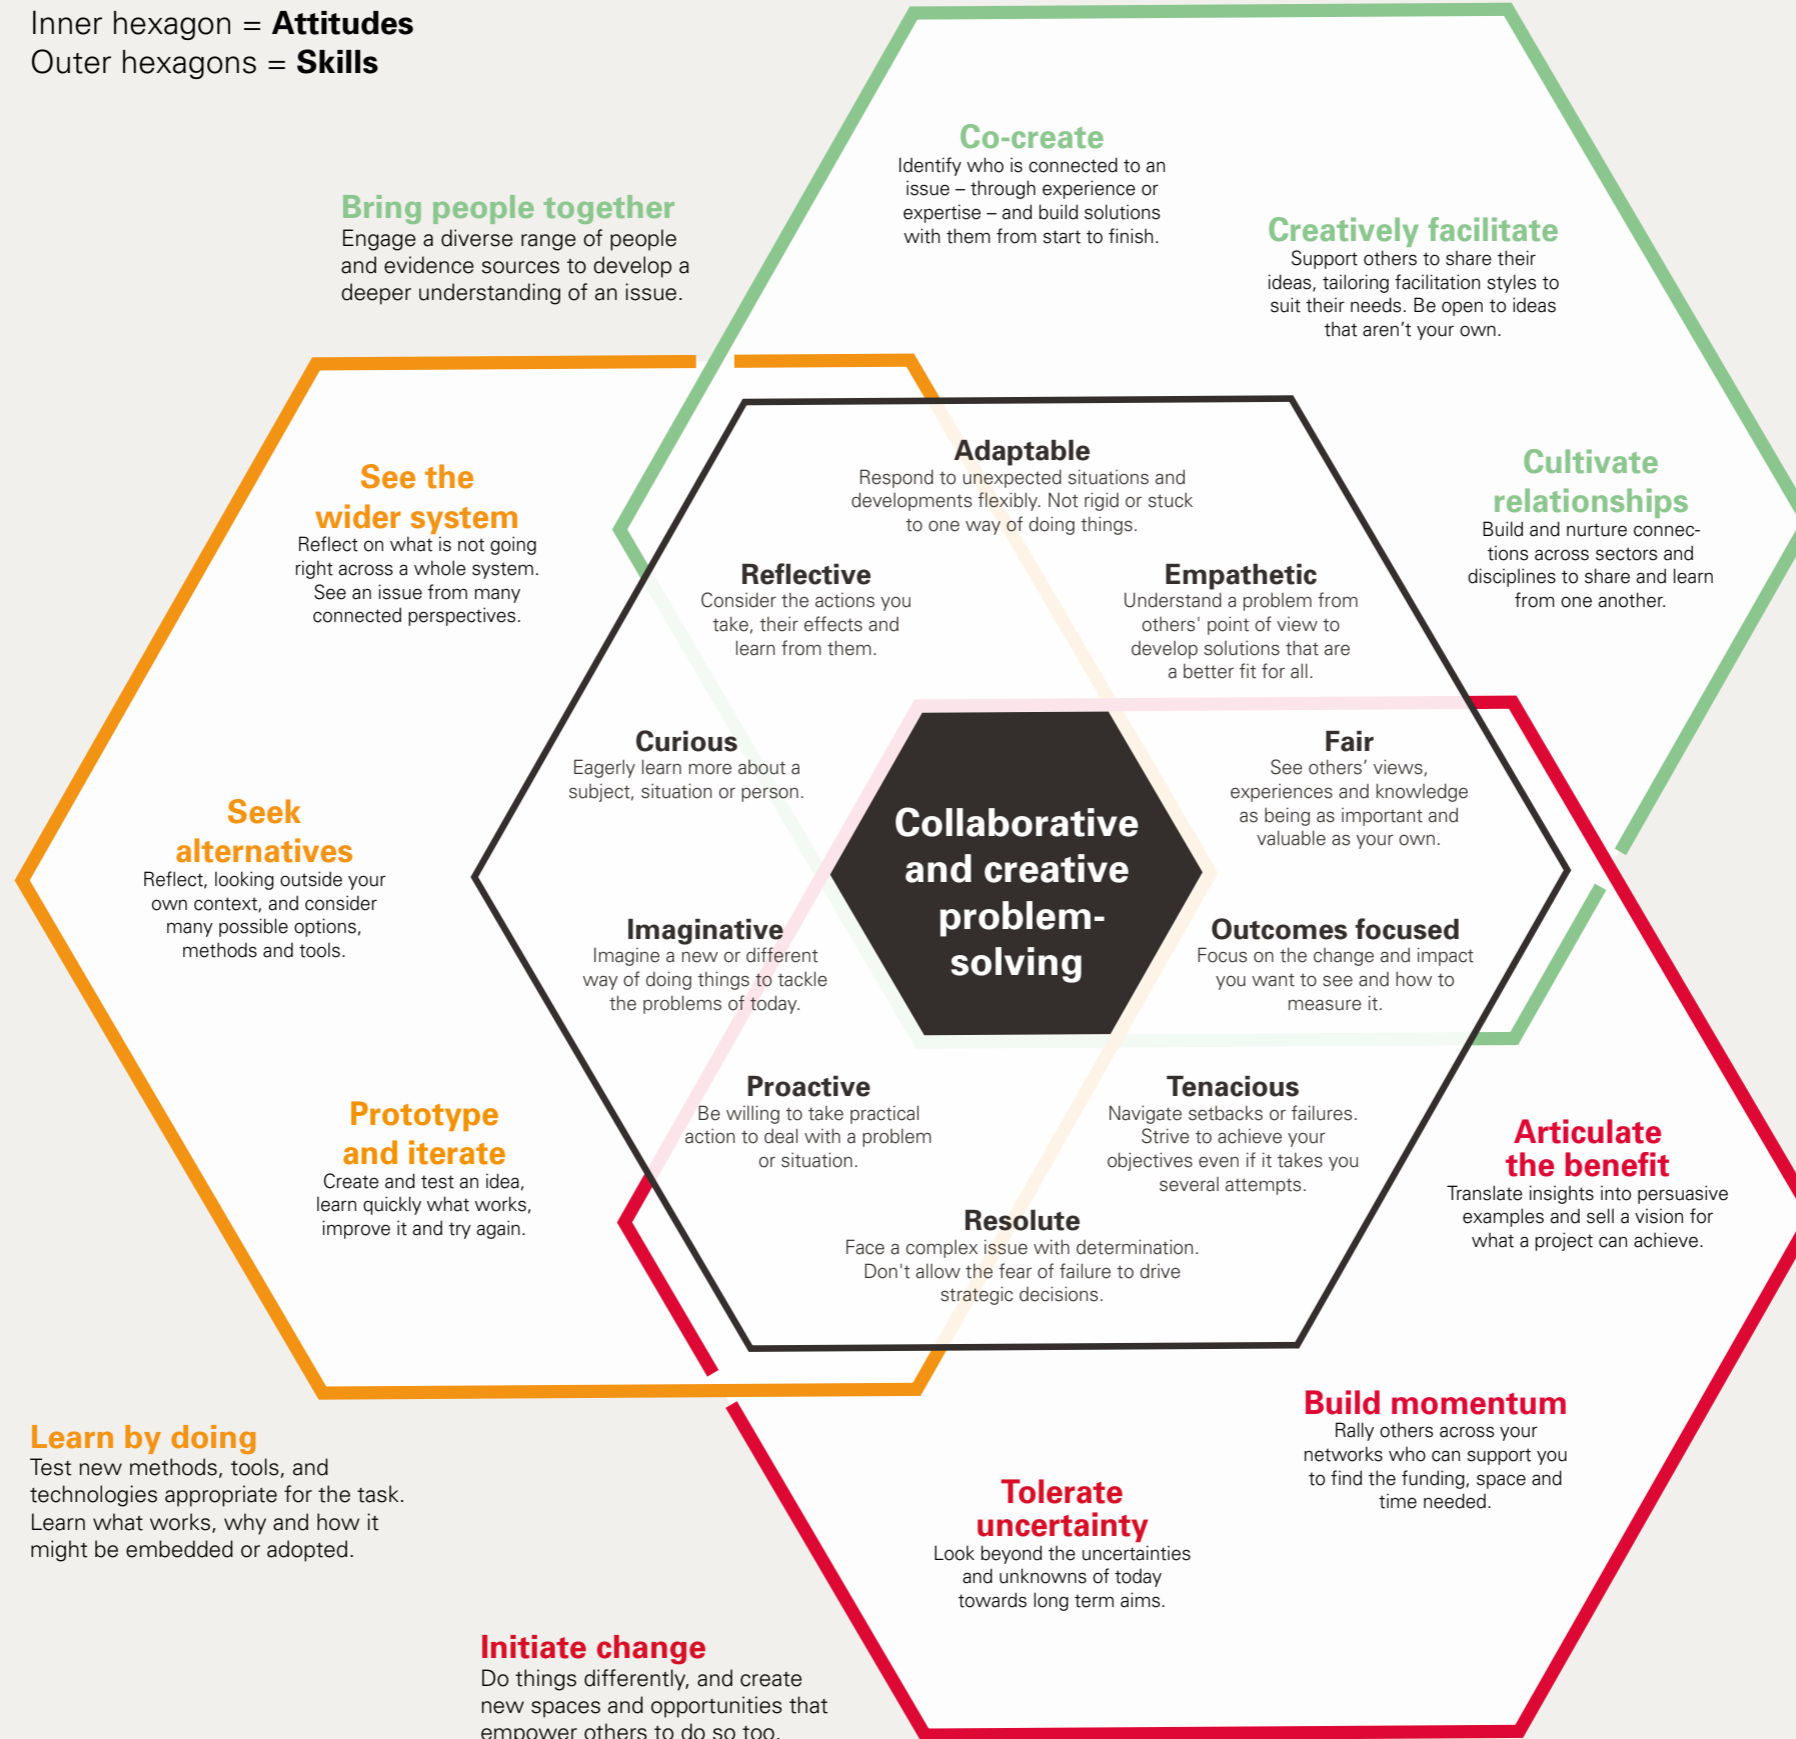 Inner hexagon = Attitudes
Outer hexagons = Skills
Bring people together
Engage a diverse range of people
and evidence sources to develop a
deeper understanding of an issue.
Co-create
Identify who is connected to an
issue – through experience or
expertise – and build solutions
with them from start to finish.
Creatively facilitate
Support others to share their
ideas, tailoring facilitation styles to
suit their needs. Be open to ideas
that aren’t your own.
Cultivate
relationships
Build and nurture connec-
tions across sectors and
disciplines to share and learn
from one another.
See the
wider system
Reflect on what is not going
right across a whole system.
See an issue from many
connected perspectives.
Seek
alternatives
Reflect, looking outside your
own context, and consider
many possible options,
methods and tools.
Prototype
and iterate
Create and test an idea,
learn quickly what works,
improve it and try again.
Adaptable
Respond to unexpected situations and
developments flexibly. Not rigid or stuck
to one way of doing things.
Reflective
Consider the actions you
take, their effects and
learn from them.
Empathetic
Understand a problem from
others' point of view to
develop solutions that are
a better fit for all.
Curious
Eagerly learn more about a
subject, situation or person.
Fair
See others’ views,
experiences and knowledge
as being as important and
valuable as your own.
Collaborative
and creative
problem-
solving
Imaginative
Imagine a new or different
way of doing things to tackle
the problems of today.
Outcomes focused
Focus on the change and impact
you want to see and how to
measure it.
Proactive
Be willing to take practical
action to deal with a problem
or situation.
Tenacious
Navigate setbacks or failures.
Strive to achieve your
objectives even if it takes you
several attempts.
Resolute
Face a complex issue with determination.
Don't allow the fear of failure to drive
strategic decisions.
Articulate
the benefit
Translate insights into persuasive
examples and sell a vision for
what a project can achieve.
Build momentum
Rally others across your
networks who can support you
to find the funding, space and
time needed.
Tolerate
uncertainty
Look beyond the uncertainties
and unknowns of today
towards long term aims.
Learn by doing
Test new methods, tools, and
technologies appropriate for the task.
Learn what works, why and how it
might be embedded or adopted.
Initiate change
Do things differently, and create
new spaces and opportunities that
empower others to do so too.